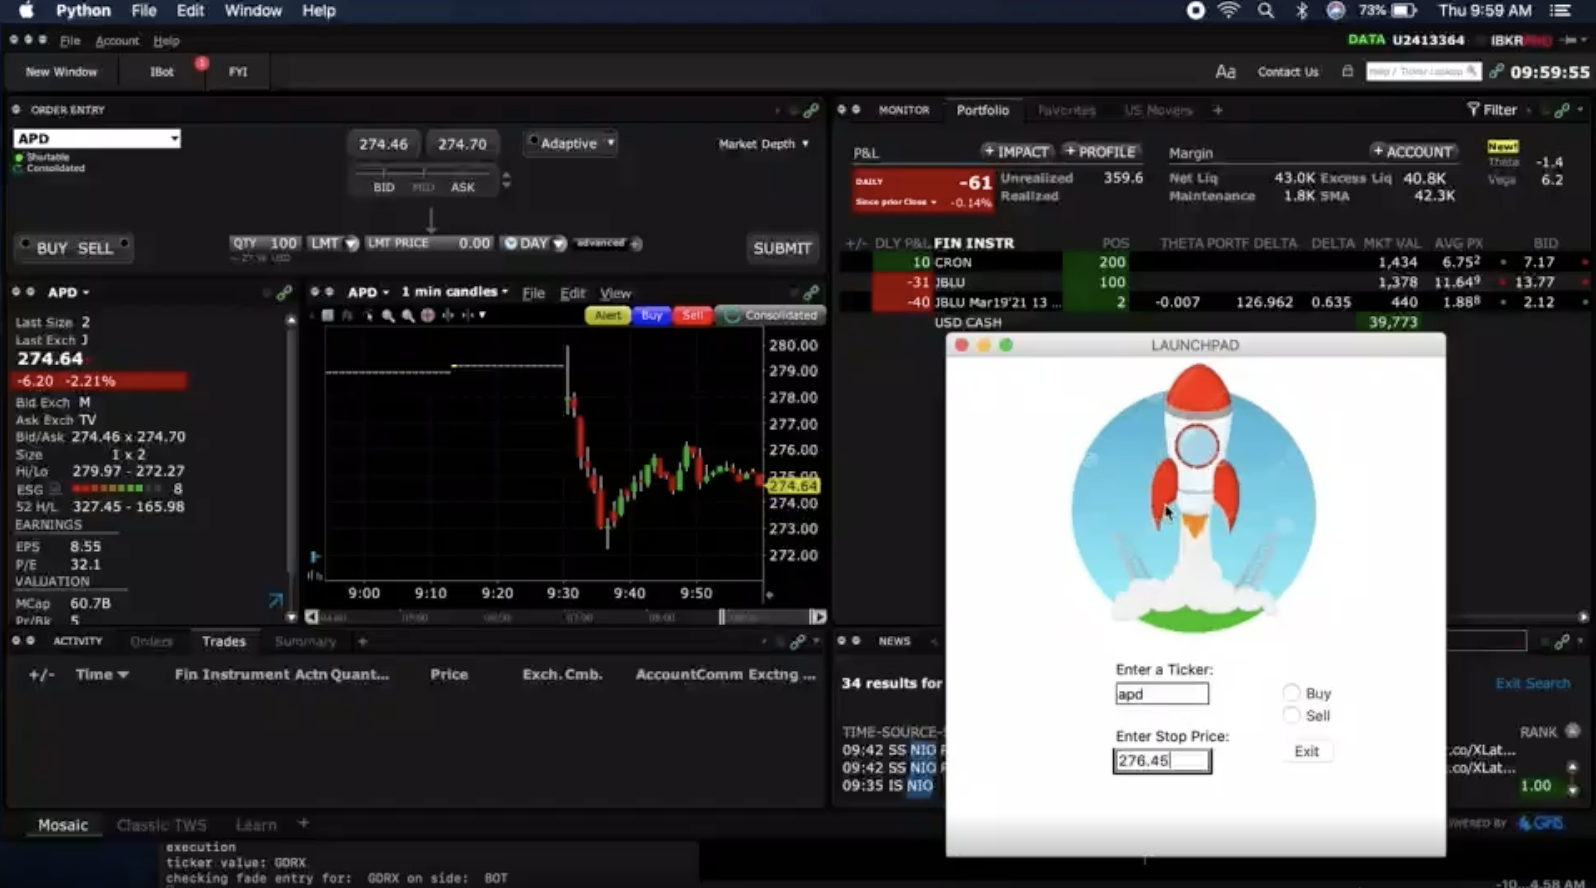 Python File Edit Window Help
73% Thu 9:59 AM
File Account Help
DATA U2413364 IBKR
New Window IBot 1 FYI
Aa Contact Us 09:59:55
ORDER ENTRY
APD
Shortable
Consolidated
274.46 274.70
BID MID ASK
Adaptive
Market Depth
BUY SELL
QTY 100 LMT LMT PRICE 0.00 DAY advanced +
SUBMIT
MONITOR Portfolio Favorites US Movers +
Filter
P&L + IMPACT + PROFILE
DAILY -61
Since prior Close -0.14%
Unrealized 359.6
Realized
Margin + ACCOUNT
Net Liq 43.0K Excess Liq 40.8K
Maintenance 1.8K SMA 42.3K
New!
Theta -1.4
Vega 6.2
+/- DLY P&L FIN INSTR POS THETA PORTF DELTA DELTA MKT VAL AVG PX BID
10 CRON 200 1,434 6.75² 7.17
-31 JBLU 100 1,378 11.64⁹ 13.77
-40 JBLU Mar19'21 13 ... 2 -0.007 126.962 0.635 440 1.88⁸ 2.12
USD CASH 39,773
APD
Last Size 2
Last Exch J
274.64
-6.20 -2.21%
Bid Exch M
Ask Exch TV
Bid/Ask 274.46 x 274.70
Size 1 x 2
Hi/Lo 279.97 - 272.27
ESG 8
52 H/L 327.45 - 165.98
EARNINGS
EPS 8.55
P/E 32.1
VALUATION
MCap 60.7B
Pr/Bk 5
APD 1 min candles File Edit View
Alert Buy Sell Consolidated
280.00
279.00
278.00
277.00
276.00
275.00
274.64
274.00
273.00
272.00
9:00 9:10 9:20 9:30 9:40 9:50
ACTIVITY Orders Trades Summary +
+/- Time Fin Instrument Actn Quant... Price Exch. Cmb. Account Comm Exctng ...
LAUNCHPAD
Enter a Ticker:
apd
Buy
Sell
Enter Stop Price:
276.45
Exit
NEWS
34 results for
Exit Search
TIME-SOURCE- RANK
09:42 SS NIO .co/XLat...
09:42 SS NIO .co/XLat...
09:35 IS NIO 1.00
Mosaic Classic TWS Learn +
execution
ticker value: GDRX
checking fade entry for: GDRX on side: BOT